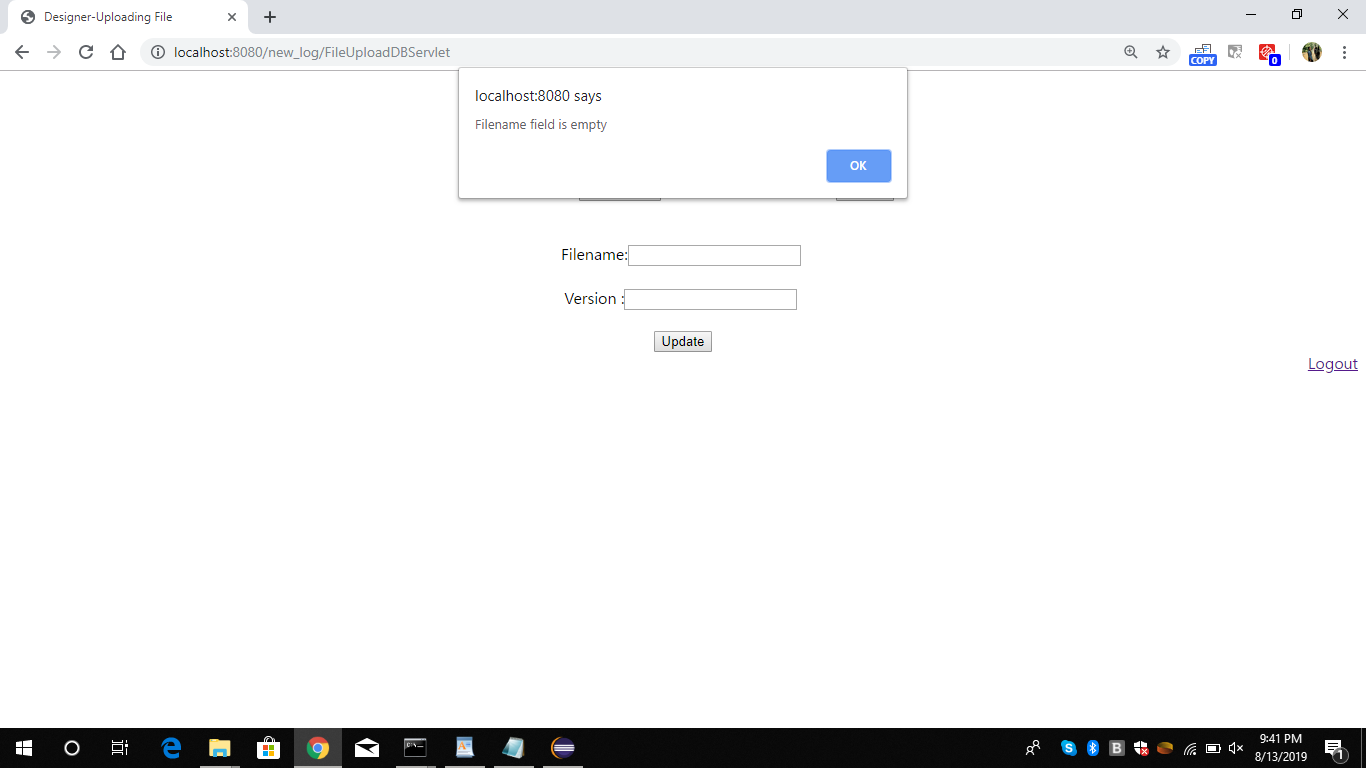 Designer-Uploading File
localhost:8080/new_log/FileUploadDBServlet
COPY
0
localhost:8080 says
Filename field is empty
OK
Filename:
Version :
Update
Logout
C:\.
A
B
9:41 PM
8/13/2019
1